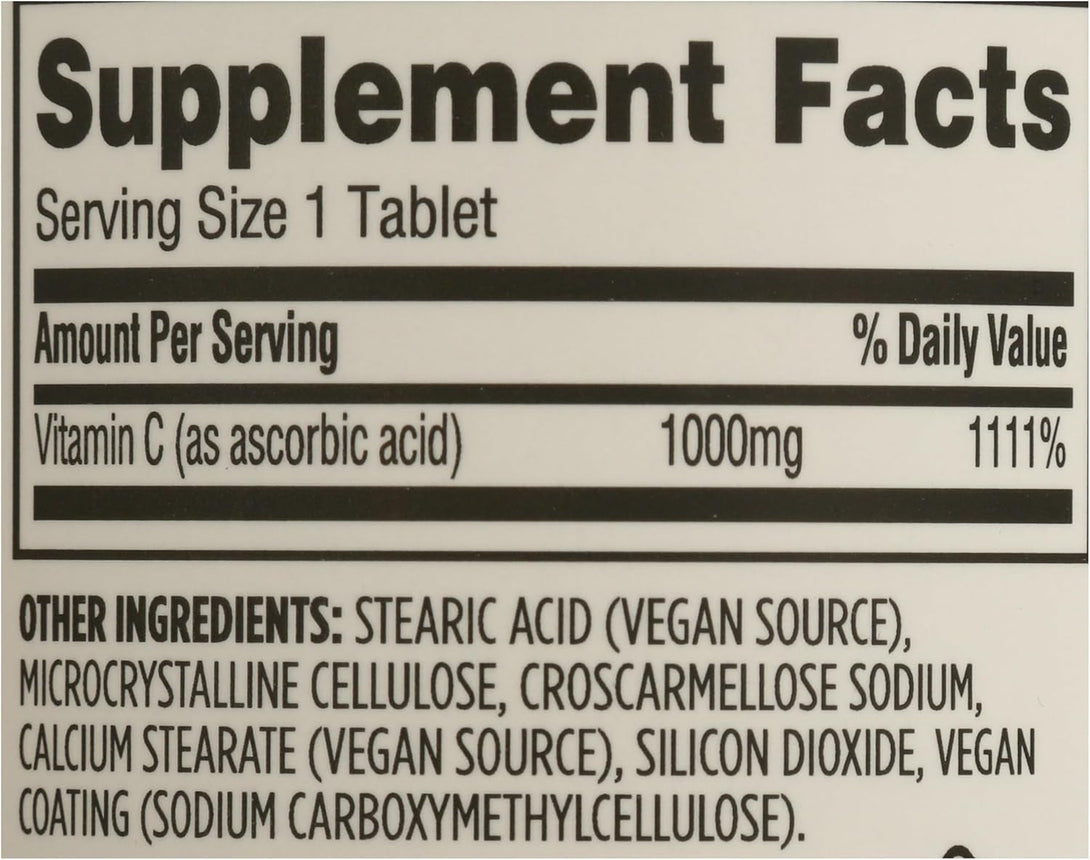 Supplement Facts
Serving Size 1 Tablet
Amount Per Serving % Daily Value
Vitamin C (as ascorbic acid) 1000mg 1111%
OTHER INGREDIENTS: STEARIC ACID (VEGAN SOURCE),
MICROCRYSTALLINE CELLULOSE, CROSCARMELLOSE SODIUM,
CALCIUM STEARATE (VEGAN SOURCE), SILICON DIOXIDE, VEGAN
COATING (SODIUM CARBOXYMETHYLCELLULOSE).